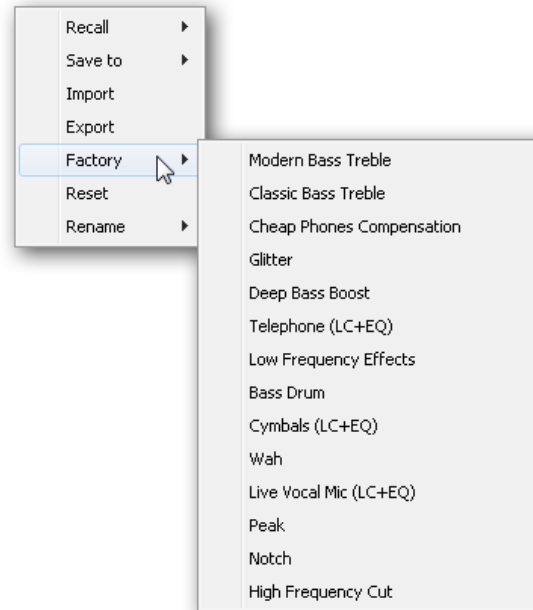 Recall
Save to
Import
Export
Factory
Reset
Rename
Modern Bass Treble
Classic Bass Treble
Cheap Phones Compensation
Glitter
Deep Bass Boost
Telephone (LC+EQ)
Low Frequency Effects
Bass Drum
Cymbals (LC+EQ)
Wah
Live Vocal Mic (LC+EQ)
Peak
Notch
High Frequency Cut